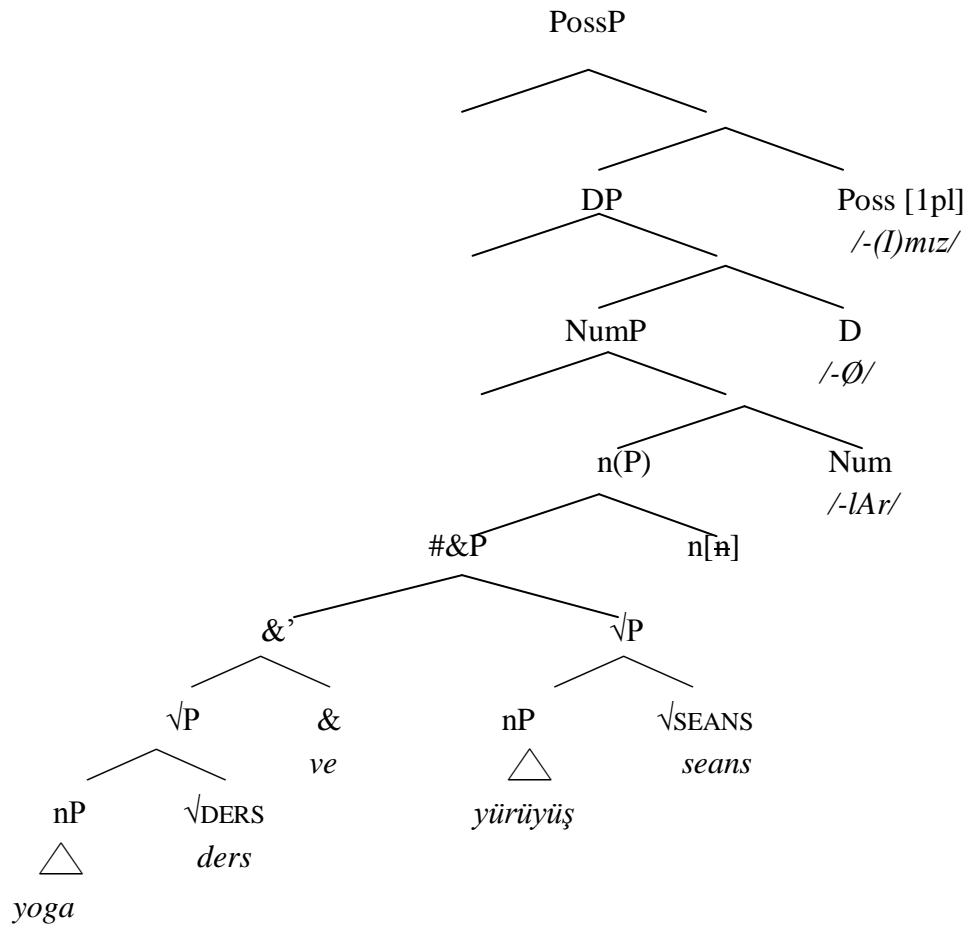 PossP
DP Poss [1pl]
/-(I)mız/
NumP D
/-Ø/
n(P) Num
/-lAr/
#&P n[n]
&’ √P
√P & nP √SEANS
ve seans
nP √DERS yürüyüş
ders
yoga